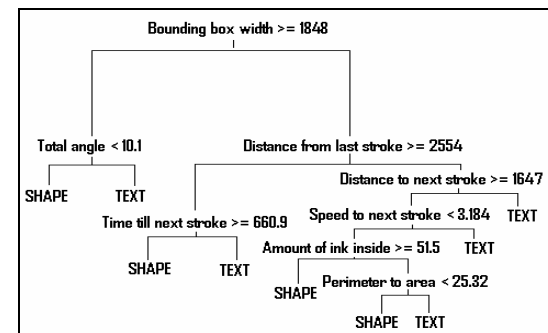 Bounding box width >= 1848
Total angle < 10.1
Distance from last stroke >= 2554
SHAPE
TEXT
Distance to next stroke >= 1647
Time till next stroke >= 660.9
Speed to next stroke < 3.184
TEXT
SHAPE
TEXT
Amount of ink inside >= 51.5
TEXT
SHAPE
Perimeter to area < 25.32
SHAPE
TEXT